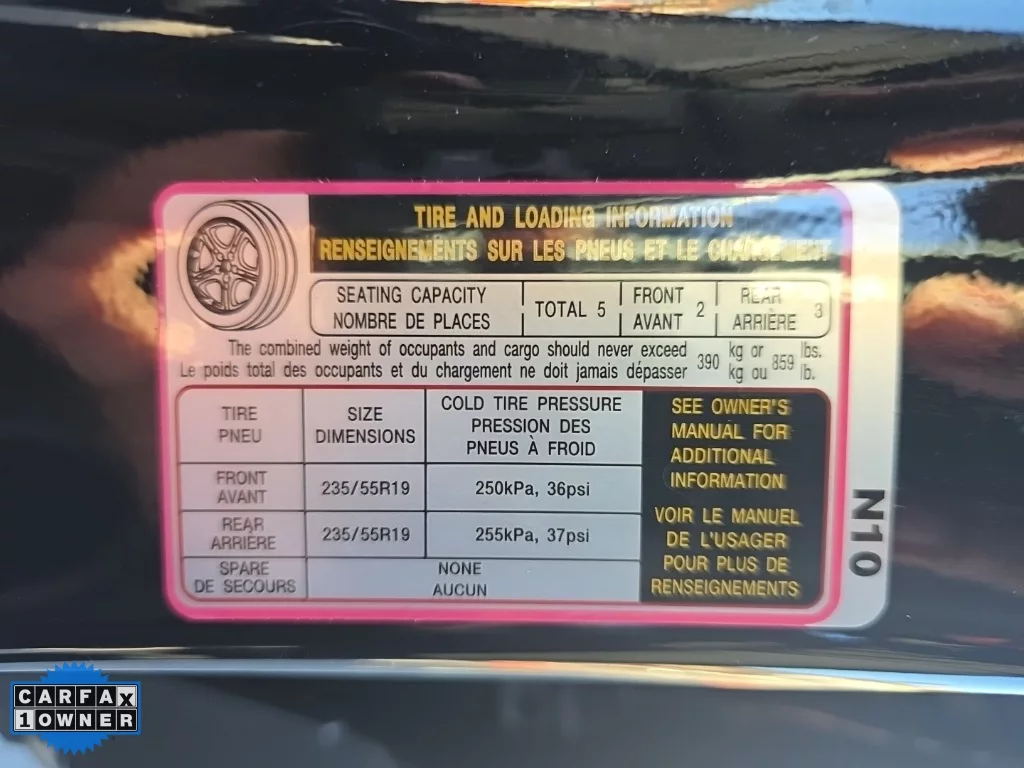 TIRE AND LOADING INFORMATION
RENSEIGNEMENTS SUR LES PNEUS ET LE CHARGEMENT
SEATING CAPACITY
NOMBRE DE PLACES
TOTAL 5
FRONT
AVANT
2
REAR
ARRIÈRE
3
The combined weight of occupants and cargo should never exceed 390 kg or 859 lbs.
Le poids total des occupants et du chargement ne doit jamais dépasser kg ou lb.
TIRE
PNEU
SIZE
DIMENSIONS
COLD TIRE PRESSURE
PRESSION DES
PNEUS À FROID
FRONT
AVANT
235/55R19
250kPa, 36psi
REAR
ARRIÈRE
235/55R19
255kPa, 37psi
SPARE
DE SECOURS
NONE
AUCUN
SEE OWNER'S
MANUAL FOR
ADDITIONAL
INFORMATION
VOIR LE MANUEL
DE L'USAGER
POUR PLUS DE
RENSEIGNEMENTS
N10
CARFAX
1 OWNER